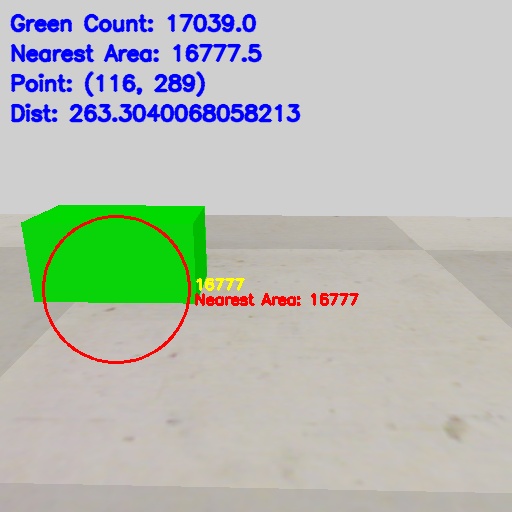 Green Count: 17039.0
Nearest Area: 16777.5
Point: (116, 289)
Dist: 263.3040068058213
16777
Nearest Area: 16777